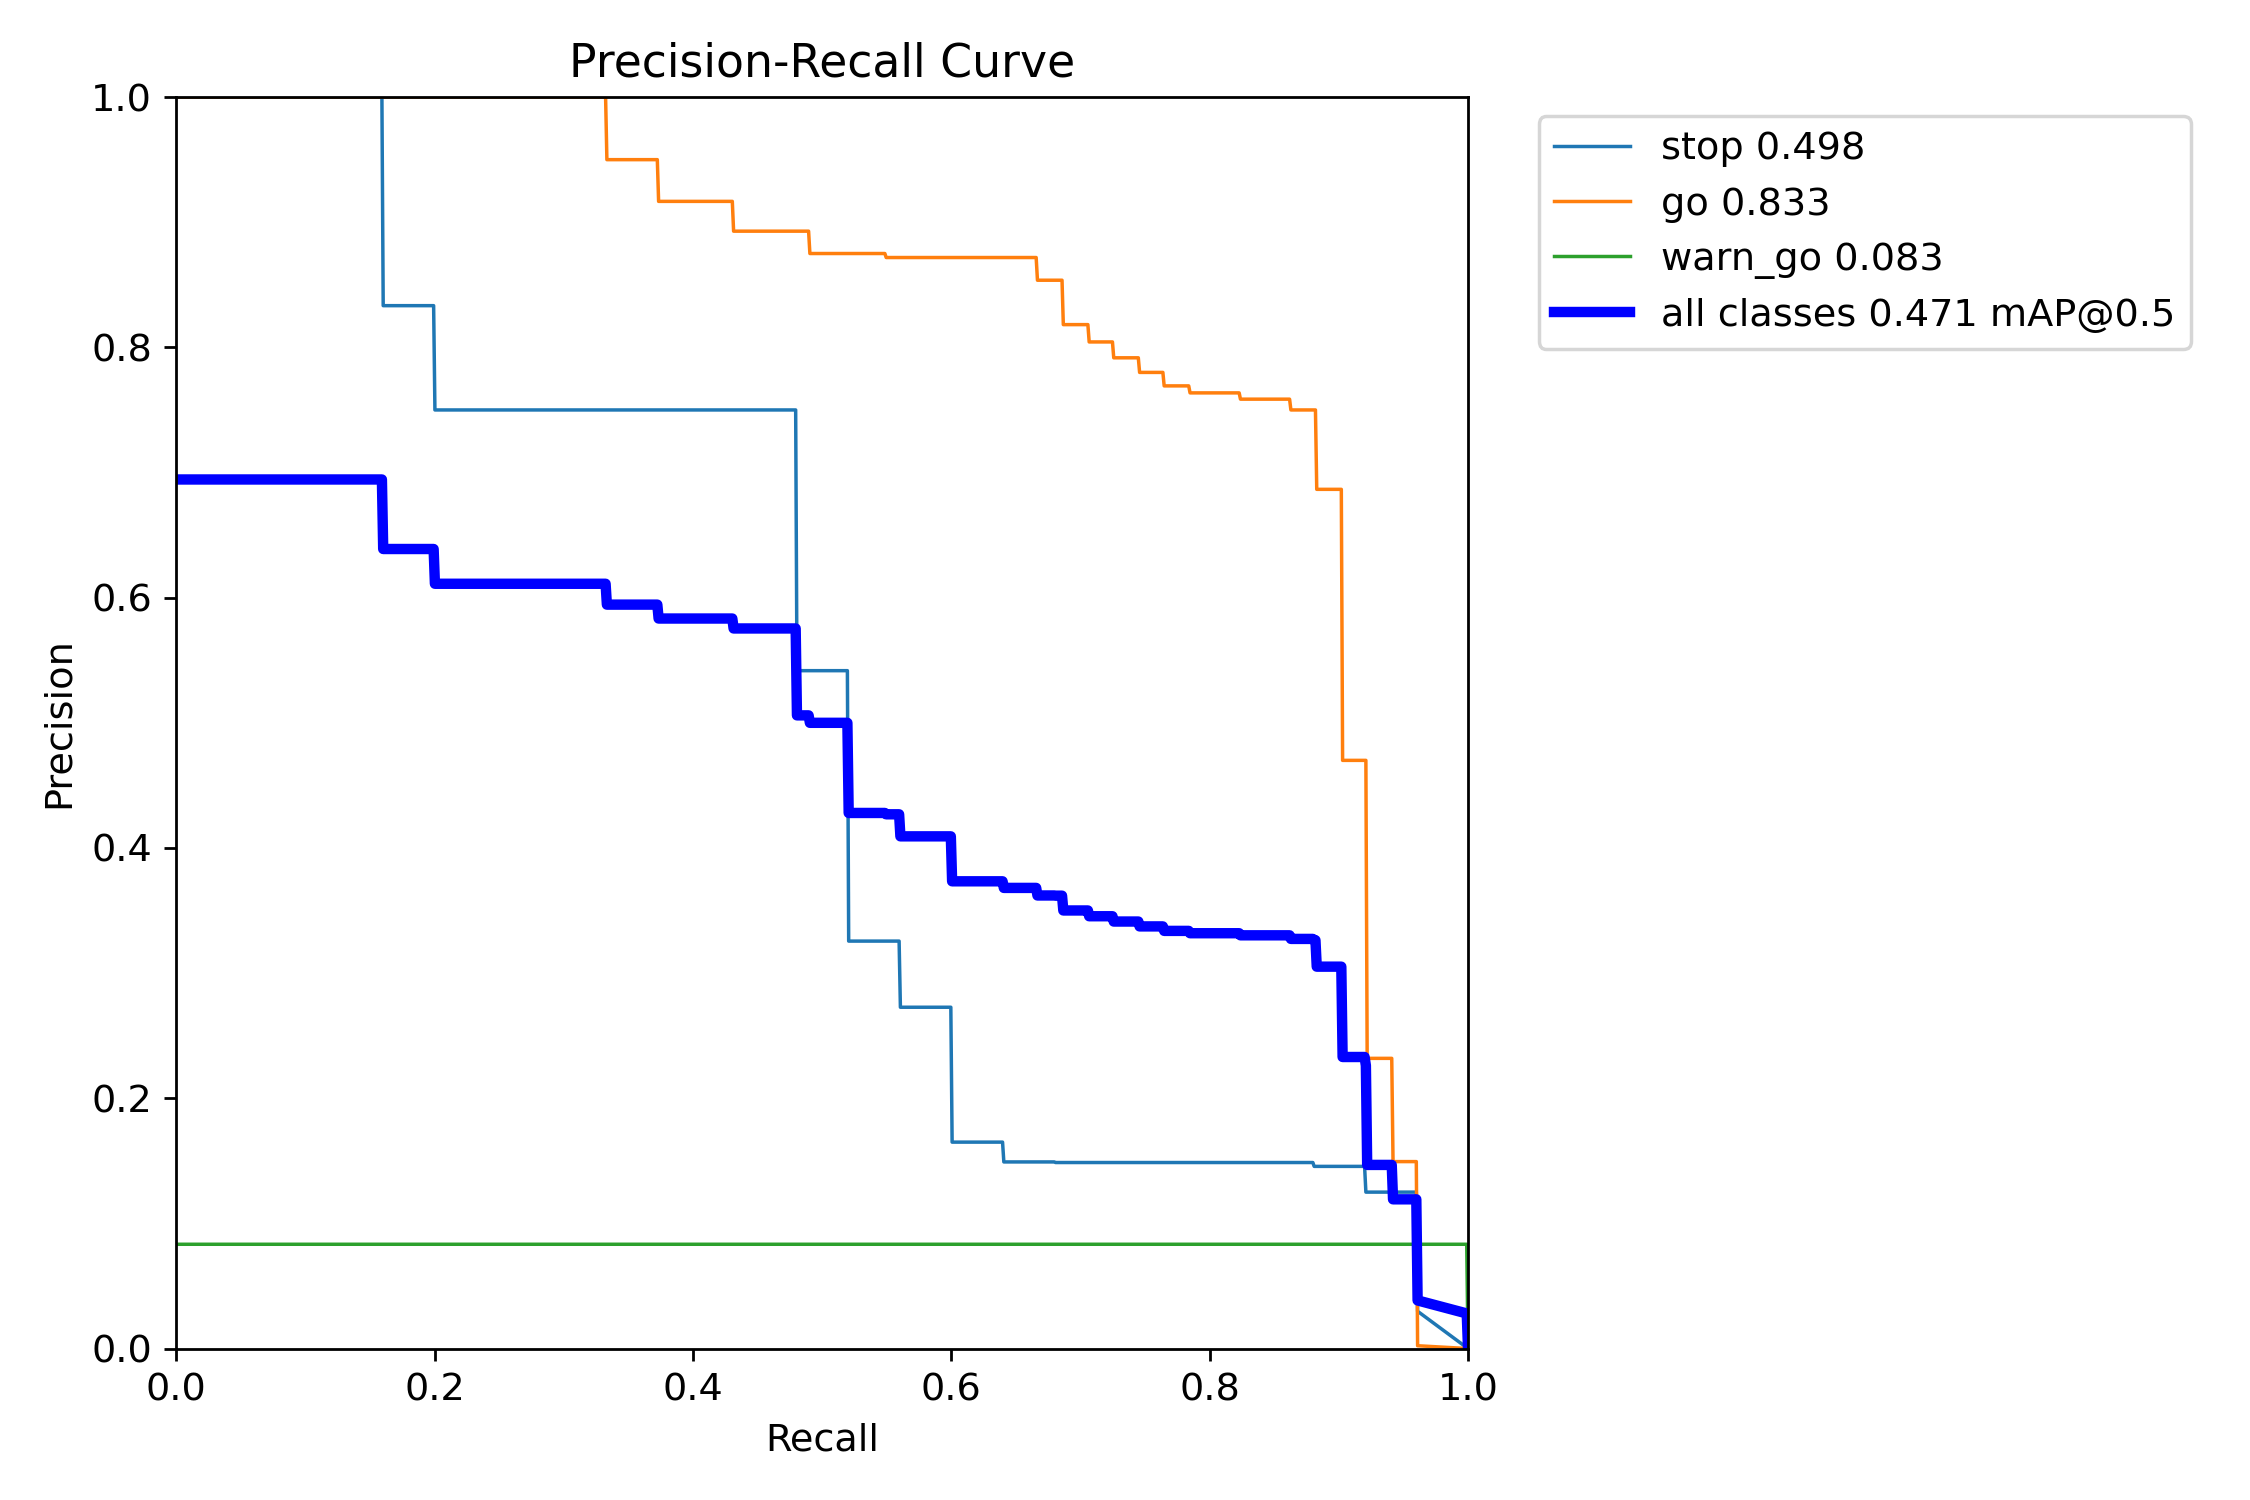 Precision-Recall Curve
1.0
0.8
0.6
0.4
0.2
0.0
Precision
0.0 0.2 0.4 0.6 0.8 1.0
Recall
stop 0.498
go 0.833
warn_go 0.083
all classes 0.471 mAP@0.5